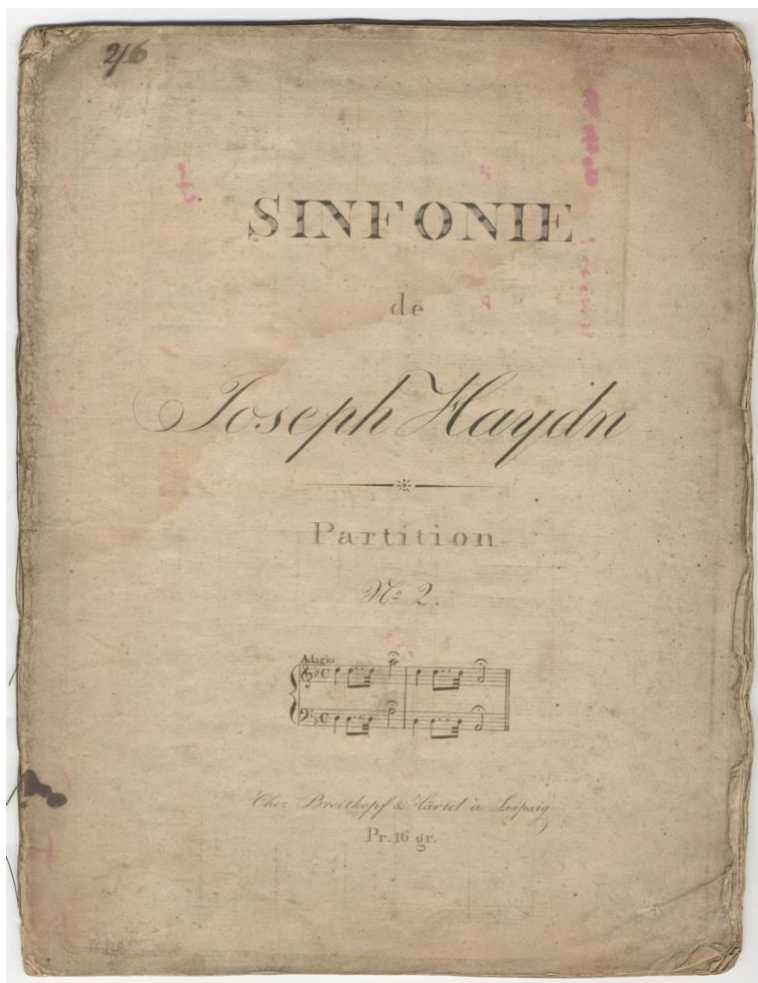 2/6
SINFONIE
de
Joseph Haydn
Partition
No 2.
Adagio
Chez Breitkopf & Härtel à Leipzig
Pr. 16 gr.